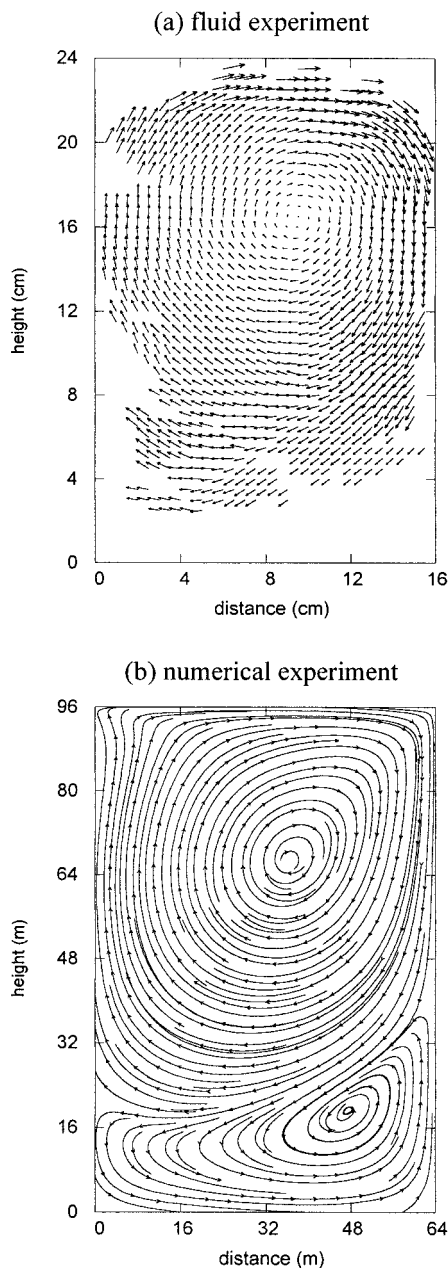 (a) fluid experiment
24
20
16
12
8
4
0
height (cm)
0 4 8 12 16
distance (cm)
(b) numerical experiment
96
80
64
48
32
16
0
height (m)
0 16 32 48 64
distance (m)